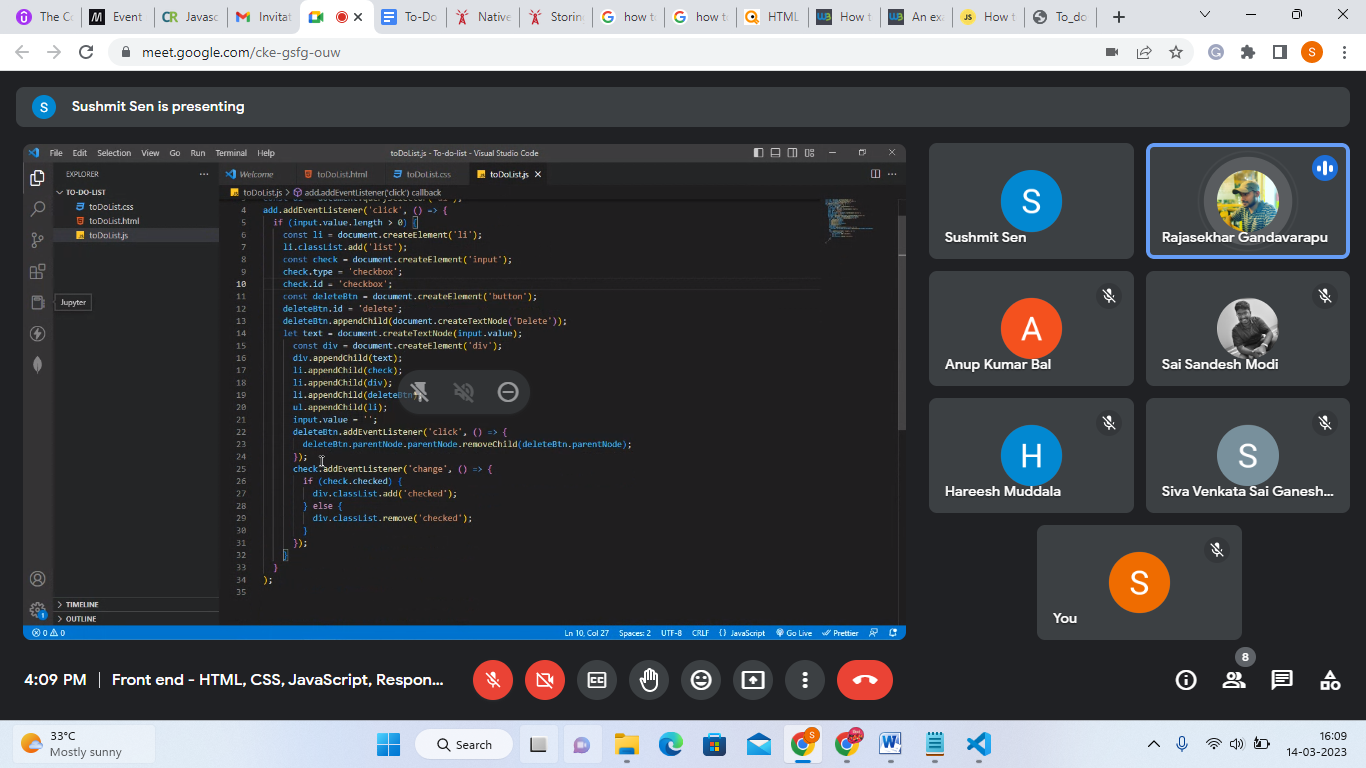 The Co
Event
Javasc
Invitat
To-Do
Native
Storin
how t
how t
HTML
How t
An exa
How t
To_do
meet.google.com/cke-gsfg-ouw
S
S
Sushmit Sen is presenting
File Edit Selection View Go Run Terminal Help
toDoList.js - To-do-list - Visual Studio Code
EXPLORER
TO-DO-LIST
toDoList.css
toDoList.html
toDoList.js
Jupyter
TIMELINE
OUTLINE
Welcome
toDoList.html
toDoList.css
toDoList.js
toDoList.js > add.addEventListener('click') callback
4 add.addEventListener('click', () => {
5 if (input.value.length > 0) {
6 const li = document.createElement('li');
7 li.classList.add('list');
8 const check = document.createElement('input');
9 check.type = 'checkbox';
10 check.id = 'checkbox';
11 const deleteBtn = document.createElement('button');
12 deleteBtn.id = 'delete';
13 deleteBtn.appendChild(document.createTextNode('Delete'));
14 let text = document.createTextNode(input.value);
15 const div = document.createElement('div');
16 div.appendChild(text);
17 li.appendChild(check);
18 li.appendChild(div);
19 li.appendChild(deleteBtn
20 ul.appendChild(li);
21 input.value = '';
22 deleteBtn.addEventListener('click', () => {
23 deleteBtn.parentNode.parentNode.removeChild(deleteBtn.parentNode);
24 });
25 check.addEventListener('change', () => {
26 if (check.checked) {
27 div.classList.add('checked');
28 } else {
29 div.classList.remove('checked');
30 }
31 });
32 }
33 }
34 );
35
0 0
Ln 10, Col 27 Spaces: 2 UTF-8 CRLF {} JavaScript Go Live Prettier
S
Sushmit Sen
Rajasekhar Gandavarapu
A
Anup Kumar Bal
Sai Sandesh Modi
H
Hareesh Muddala
S
Siva Venkata Sai Ganesh...
S
You
4:09 PM | Front end - HTML, CSS, JavaScript, Respon...
8
33°C
Mostly sunny
Search
16:09
14-03-2023